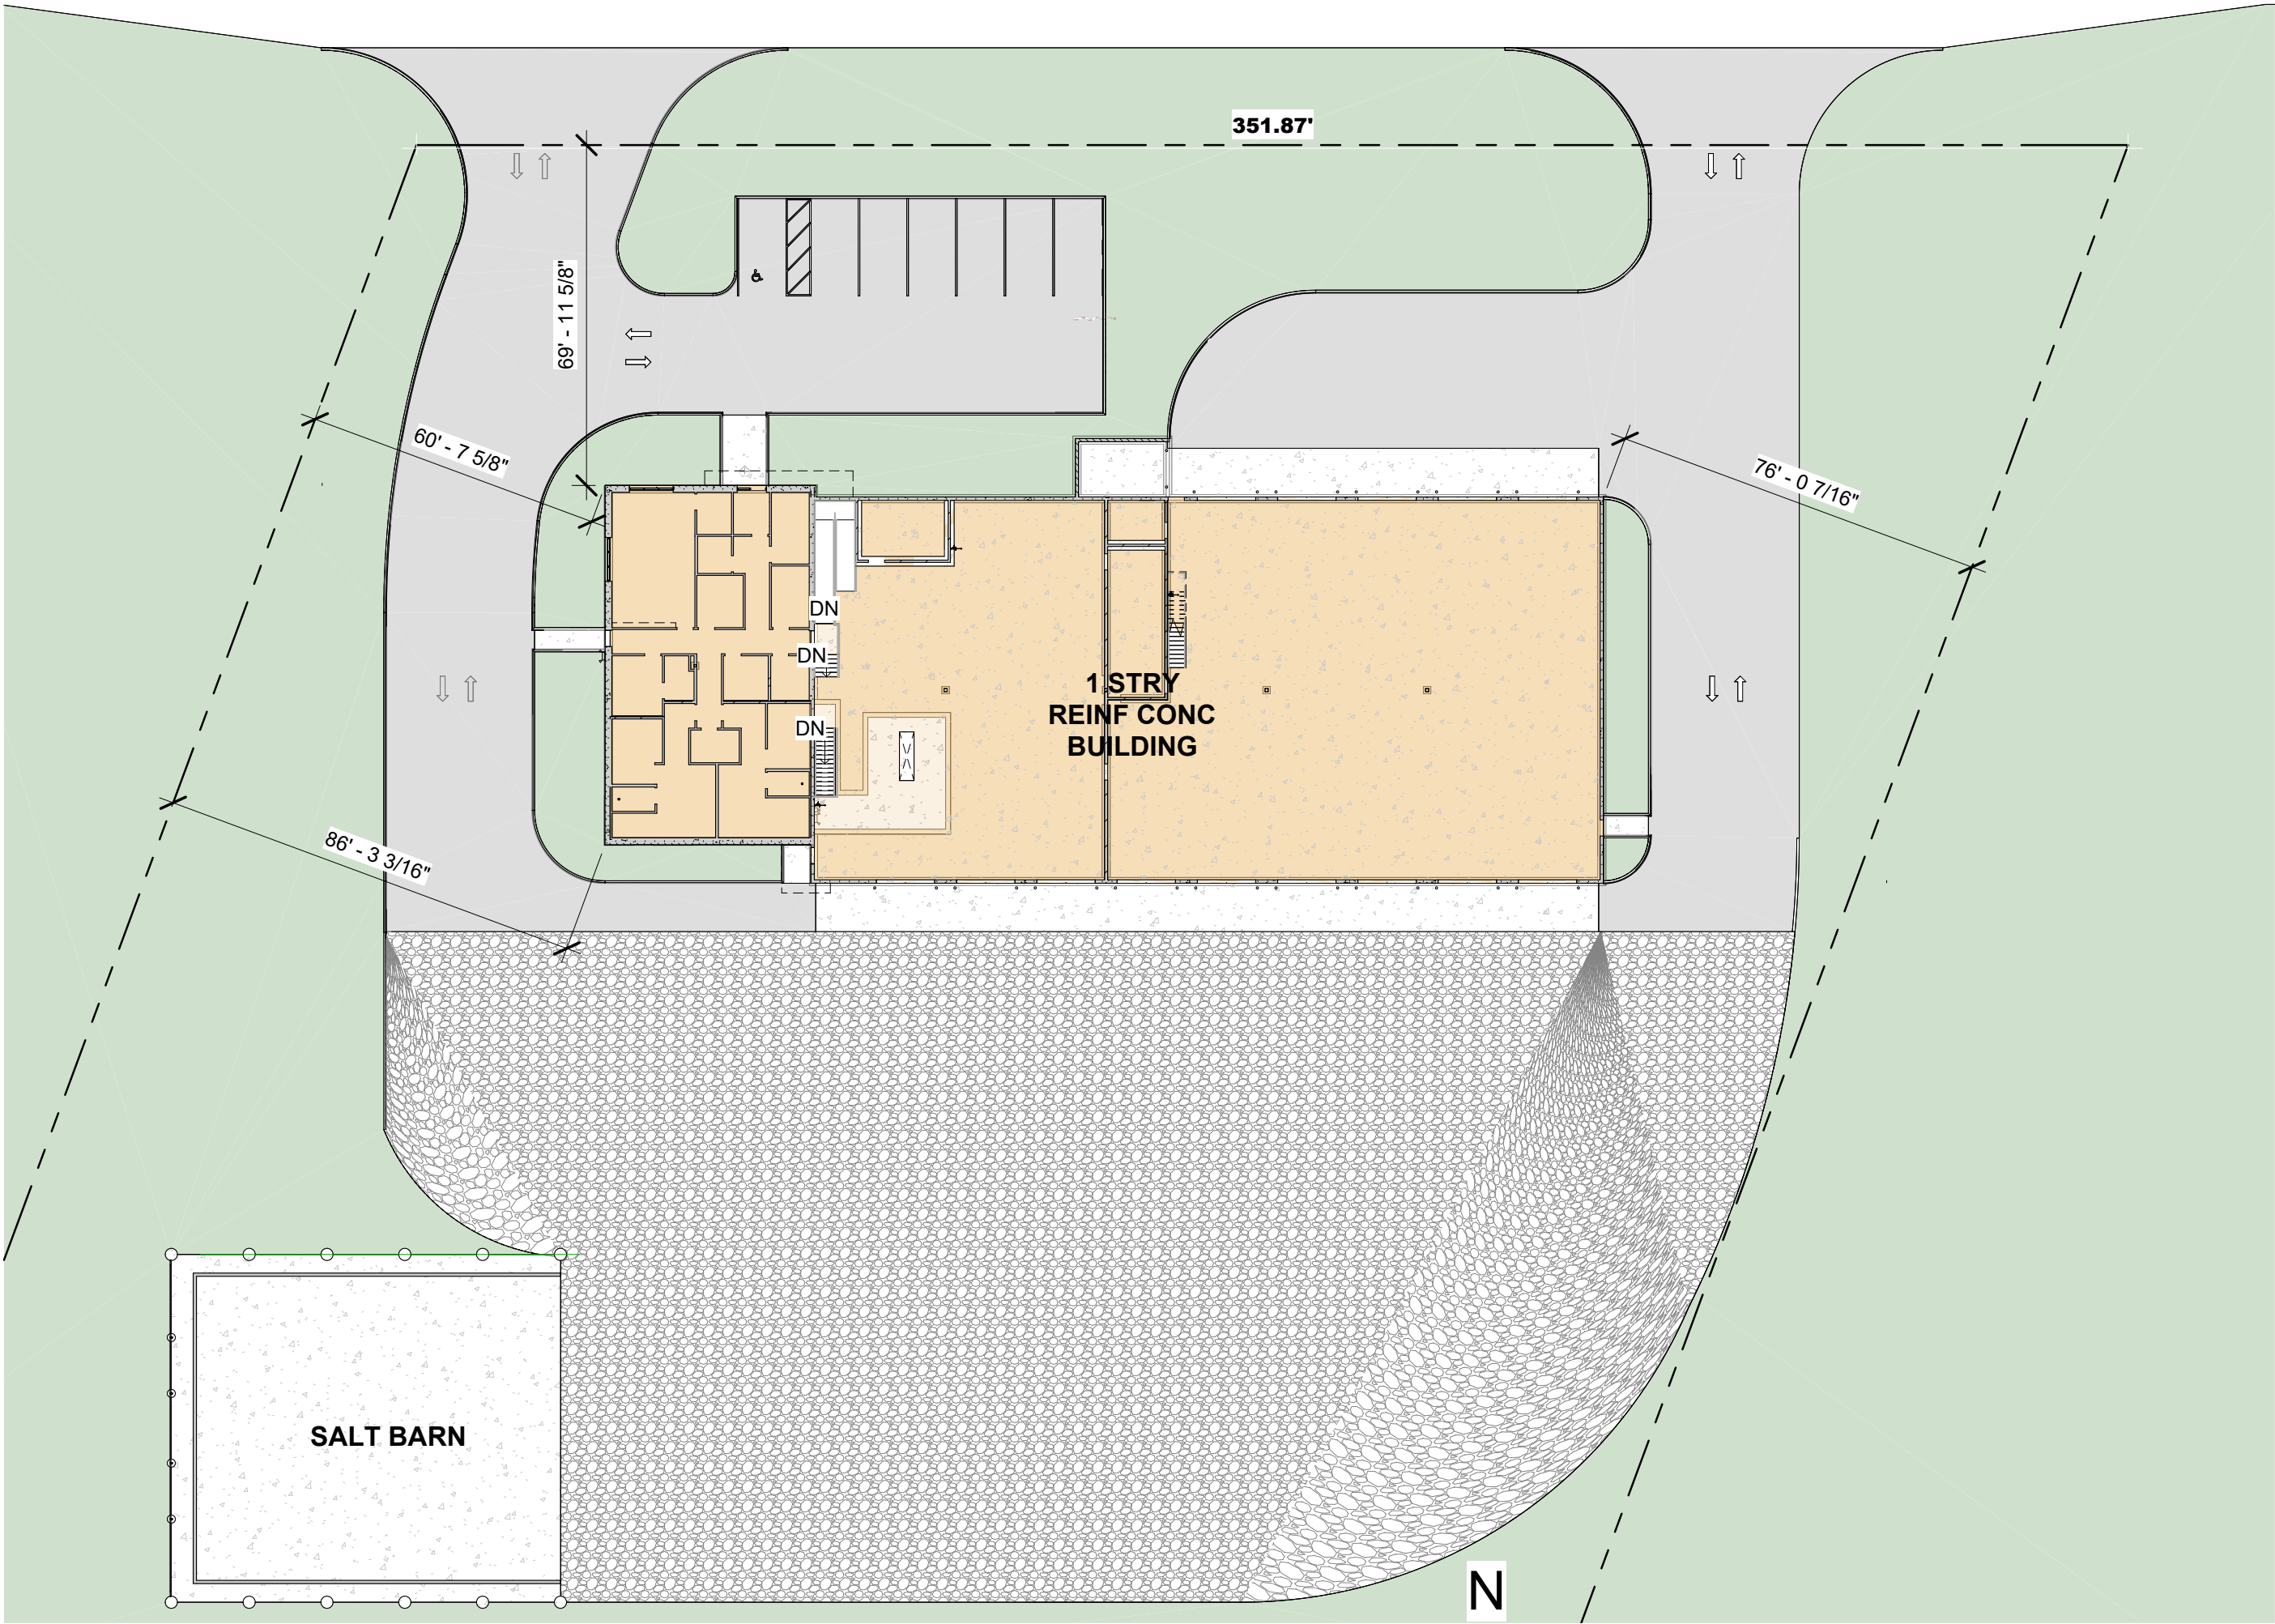 351.87'
69' - 11 5/8"
60' - 7 5/8"
76' - 0 7/16"
DN
DN
1 STRY
REINF CONC
BUILDING
DN
86' - 3 3/16"
SALT BARN
N